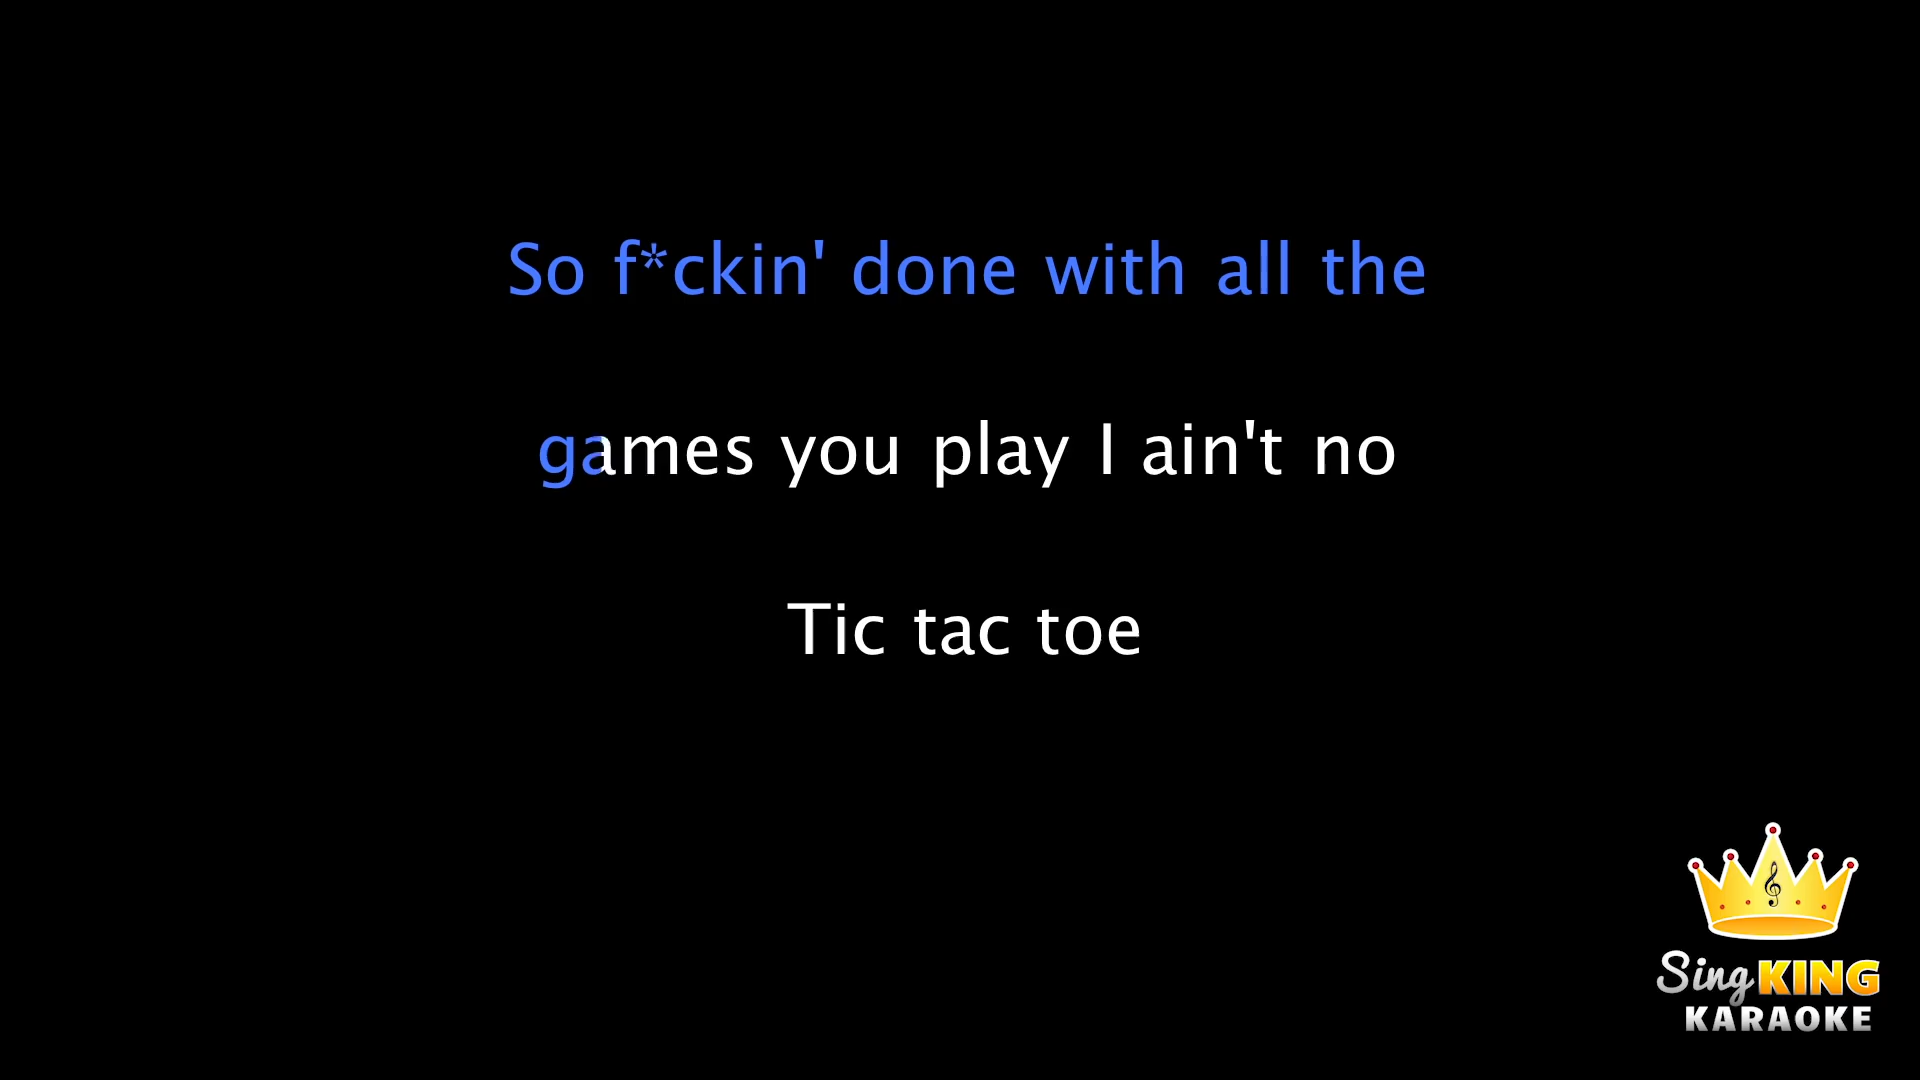 So f*ckin' done with all the
games you play I ain't no
Tic tac toe
Sing KING
KARAOKE